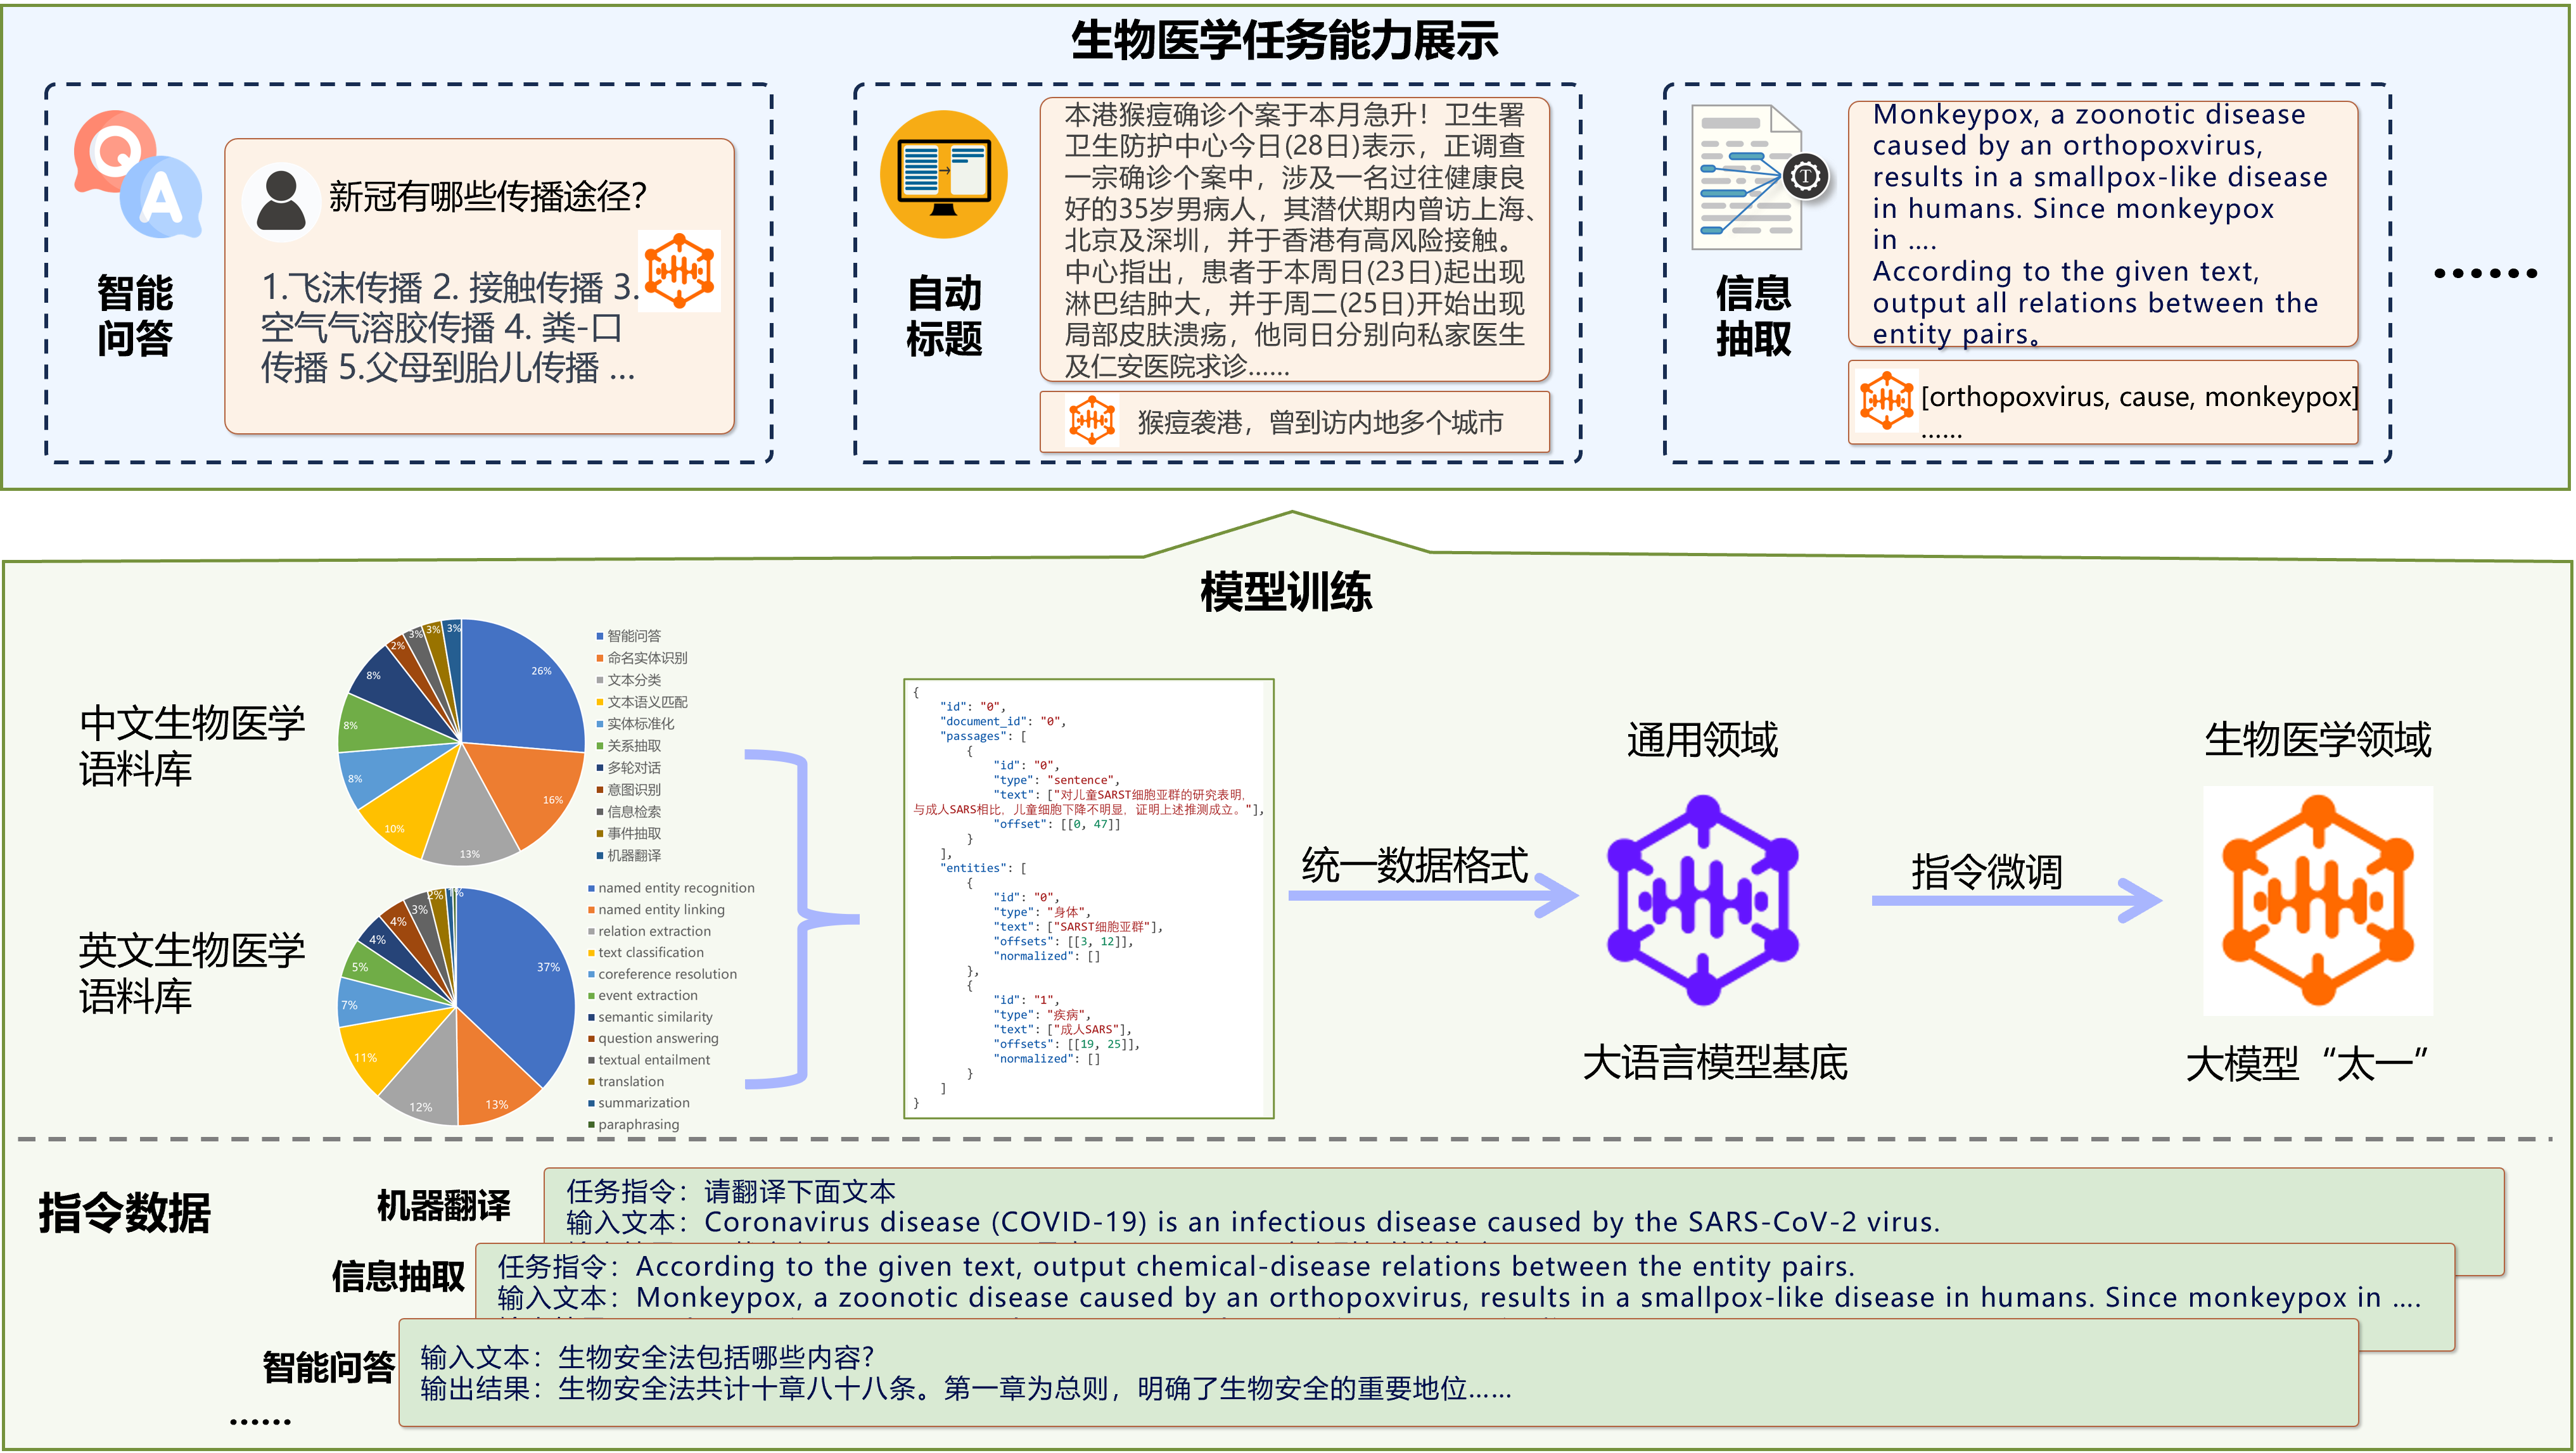 生物医学任务能力展示
智能
问答
新冠有哪些传播途径?
1.飞沫传播 2. 接触传播 3.
空气气溶胶传播 4. 粪-口
传播 5.父母到胎儿传播 ...
自动
标题
本港猴痘确诊个案于本月急升！卫生署
卫生防护中心今日(28日)表示，正调查
一宗确诊个案中，涉及一名过往健康良
好的35岁男病人，其潜伏期内曾访上海、
北京及深圳，并于香港有高风险接触。
中心指出，患者于本周日(23日)起出现
淋巴结肿大，并于周二(25日)开始出现
局部皮肤溃疡，他同日分别向私家医生
及仁安医院求诊……
猴痘袭港，曾到访内地多个城市
信息
抽取
Monkeypox, a zoonotic disease
caused by an orthopoxvirus,
results in a smallpox-like disease
in humans. Since monkeypox
in ....
According to the given text,
output all relations between the
entity pairs。
[orthopoxvirus, cause, monkeypox]
......
......
模型训练
中文生物医学
语料库
26%
16%
13%
10%
8%
8%
8%
2%
3%
3%
3%
智能问答
命名实体识别
文本分类
文本语义匹配
实体标准化
关系抽取
多轮对话
意图识别
信息检索
事件抽取
机器翻译
英文生物医学
语料库
37%
13%
12%
11%
7%
5%
4%
4%
3%
2%
named entity recognition
named entity linking
relation extraction
text classification
coreference resolution
event extraction
semantic similarity
question answering
textual entailment
translation
summarization
paraphrasing
{
"id": "0",
"document_id": "0",
"passages": [
{
"id": "0",
"type": "sentence",
"text": ["对儿童SARST细胞亚群的研究表明，
与成人SARS相比，儿童细胞下降不明显，证明上述推测成立。"],
"offset": [[0, 47]]
}
],
"entities": [
{
"id": "0",
"type": "身体",
"text": ["SARST细胞亚群"],
"offsets": [[3, 12]],
"normalized": []
},
{
"id": "1",
"type": "疾病",
"text": ["成人SARS"],
"offsets": [[19, 25]],
"normalized": []
}
]
}
统一数据格式
通用领域
大语言模型基底
指令微调
生物医学领域
大模型“太一”
指令数据
机器翻译
任务指令：请翻译下面文本
输入文本：Coronavirus disease (COVID-19) is an infectious disease caused by the SARS-CoV-2 virus.
信息抽取
任务指令：According to the given text, output chemical-disease relations between the entity pairs.
输入文本：Monkeypox, a zoonotic disease caused by an orthopoxvirus, results in a smallpox-like disease in humans. Since monkeypox in ....
智能问答
输入文本：生物安全法包括哪些内容?
输出结果：生物安全法共计十章八十八条。第一章为总则，明确了生物安全的重要地位……
......